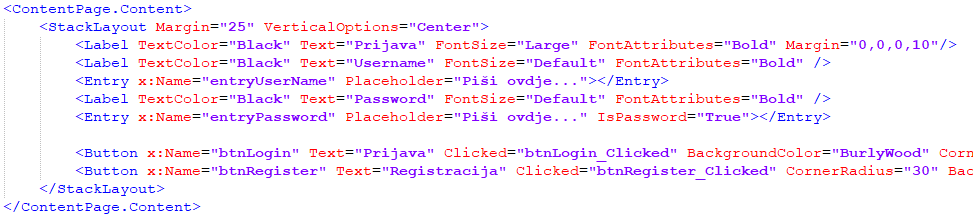 <ContentPage.Content>
<StackLayout Margin="25" VerticalOptions="Center">
<Label TextColor="Black" Text="Prijava" FontSize="Large" FontAttributes="Bold" Margin="0,0,0,10"/>
<Label TextColor="Black" Text="Username" FontSize="Default" FontAttributes="Bold" />
<Entry x:Name="entryUserName" Placeholder="Piši ovdje..."></Entry>
<Label TextColor="Black" Text="Password" FontSize="Default" FontAttributes="Bold" />
<Entry x:Name="entryPassword" Placeholder="Piši ovdje..." IsPassword="True"></Entry>
<Button x:Name="btnLogin" Text="Prijava" Clicked="btnLogin_Clicked" BackgroundColor="BurlyWood" Corn
<Button x:Name="btnRegister" Text="Registracija" Clicked="btnRegister_Clicked" CornerRadius="30" Bac
</StackLayout>
</ContentPage.Content>